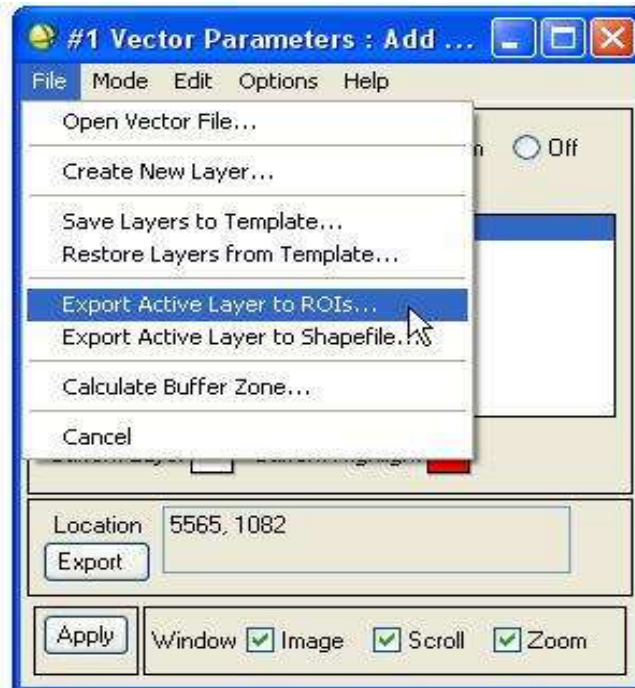 #1 Vector Parameters : Add ...
File Mode Edit Options Help
Open Vector File...
Off
Create New Layer...
Save Layers to Template...
Restore Layers from Template...
Export Active Layer to ROIs...
Export Active Layer to Shapefile...
Calculate Buffer Zone...
Cancel
Location 5565, 1082
Export
Apply Window Image Scroll Zoom